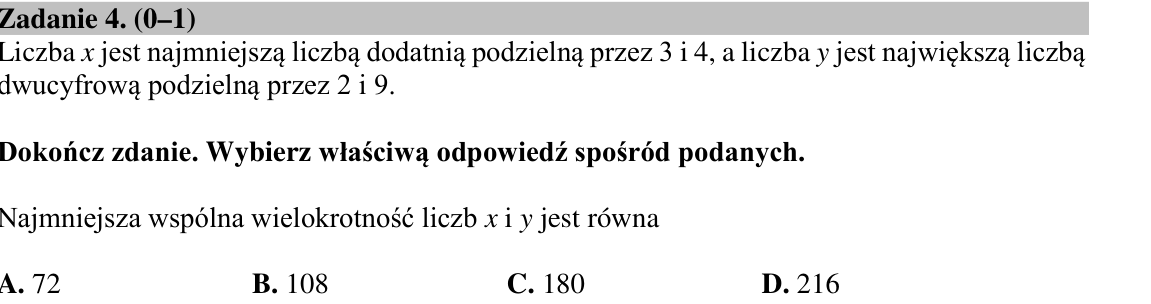 Zadanie 4. (0–1)
Liczba x jest najmniejszą liczbą dodatnią podzielną przez 3 i 4, a liczba y jest największą liczbą
dwucyfrową podzielną przez 2 i 9.
Dokończ zdanie. Wybierz właściwą odpowiedź spośród podanych.
Najmniejsza wspólna wielokrotność liczb x i y jest równa
A. 72 B. 108 C. 180 D. 216